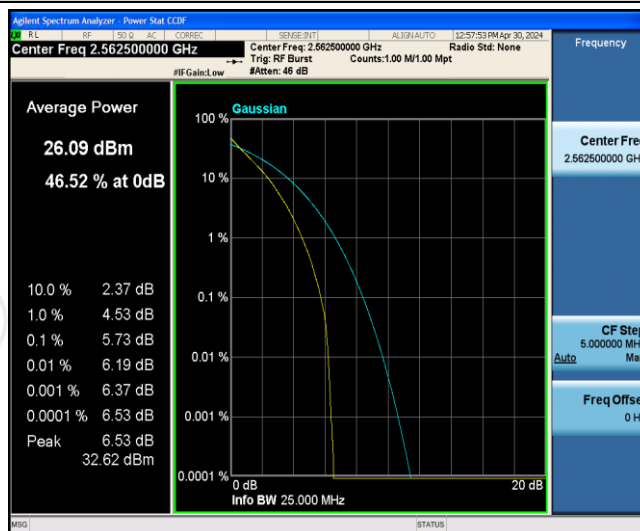 Agilent Spectrum Analyzer - Power Stat CCDF
RL RF 50 Ω AC CORREC SENSE:INT ALIGNAUTO 12:57:53 PM Apr 30, 2024
Center Freq 2.562500000 GHz
Center Freq: 2.562500000 GHz Radio Std: None
Trig: RF Burst Counts:1.00 M/1.00 Mpt
#IFGain:Low #Atten: 46 dB
Frequency
Average Power
26.09 dBm
46.52 % at 0dB
10.0 % 2.37 dB
1.0 % 4.53 dB
0.1 % 5.73 dB
0.01 % 6.19 dB
0.001 % 6.37 dB
0.0001 % 6.53 dB
Peak 6.53 dB
32.62 dBm
Gaussian
100 %
10 %
1 %
0.1 %
0.01 %
0.001 %
0.0001 %
0 dB 20 dB
Info BW 25.000 MHz
Center Fre
2.562500000 GH
CF Step
5.000000 MH
Auto Ma
Freq Offse
0 H
MSG STATUS